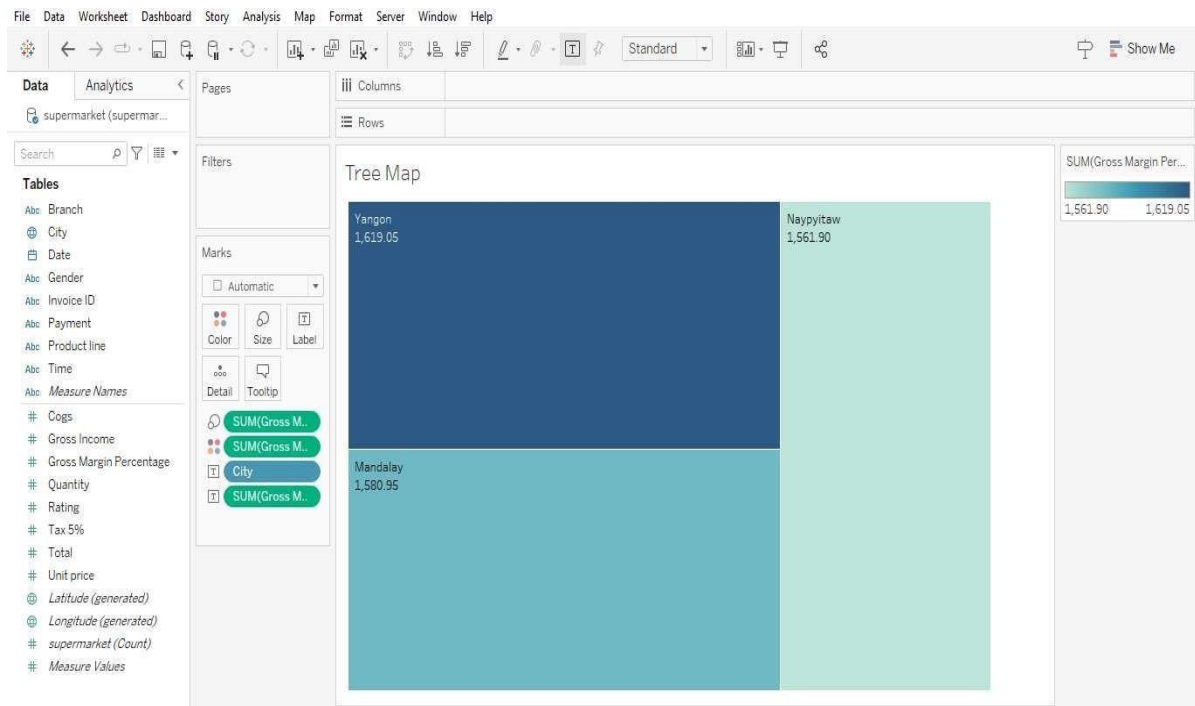 File Data Worksheet Dashboard Story Analysis Map Format Server Window Help
Standard
Show Me
Data Analytics
supermarket (supermar...
Search
Tables
Abc Branch
City
Date
Abc Gender
Abc Invoice ID
Abc Payment
Abc Product line
Abc Time
Abc Measure Names
# Cogs
# Gross Income
# Gross Margin Percentage
# Quantity
# Rating
# Tax 5%
# Total
# Unit price
Latitude (generated)
Longitude (generated)
# supermarket (Count)
# Measure Values
Pages
Filters
Marks
Automatic
Color Size Label
Detail Tooltip
SUM(Gross M..
SUM(Gross M..
City
SUM(Gross M..
Columns
Rows
Tree Map
Yangon
1,619.05
Mandalay
1,580.95
Naypyitaw
1,561.90
SUM(Gross Margin Per...
1,561.90 1,619.05